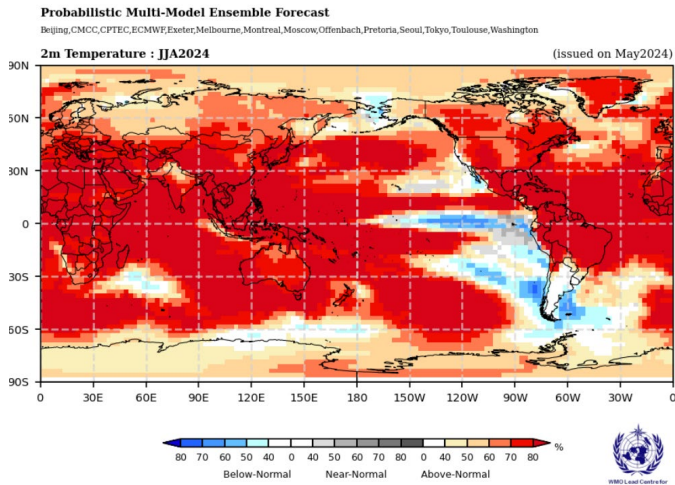 Probabilistic Multi-Model Ensemble Forecast
Beijing,CMCC,CPTEC,ECMWF,Exeter,Melbourne,Montreal,Moscow,Offenbach,Pretoria,Seoul,Tokyo,Toulouse,Washington
2m Temperature : JJA2024 (issued on May2024)
90N
50N
30N
0
30S
60S
90S
0 30E 60E 90E 120E 150E 180 150W 120W 90W 60W 30W 0
80 70 60 50 40 0 40 50 60 70 80 0 40 50 60 70 80 %
Below-Normal Near-Normal Above-Normal
WMO Lead Centre for